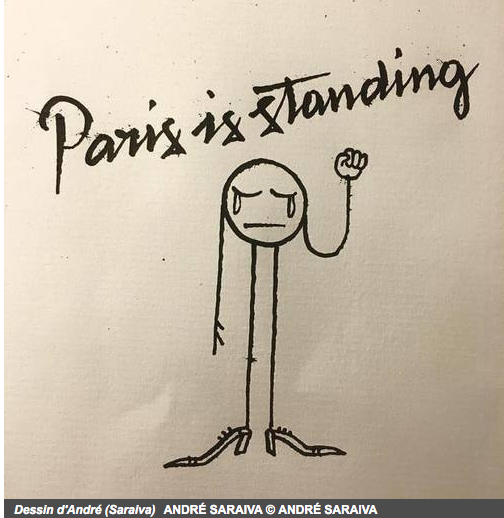 Paris is standing
Dessin d'André (Saraiva) ANDRÉ SARAIVA © ANDRÉ SARAIVA